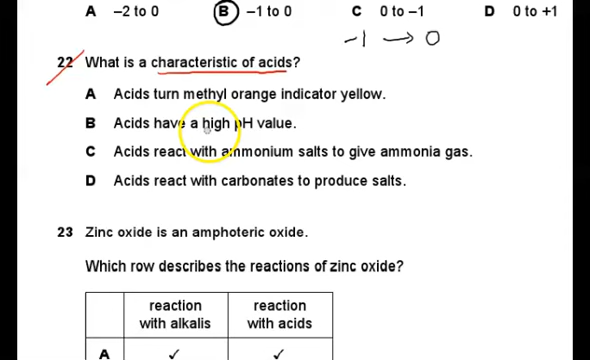 A −2 to 0 B −1 to 0 C 0 to −1 D 0 to +1
−1 → 0
22 What is a characteristic of acids?
A Acids turn methyl orange indicator yellow.
B Acids have a high pH value.
C Acids react with ammonium salts to give ammonia gas.
D Acids react with carbonates to produce salts.
23 Zinc oxide is an amphoteric oxide.
Which row describes the reactions of zinc oxide?
reaction with alkalis
reaction with acids
A ✓ ✓